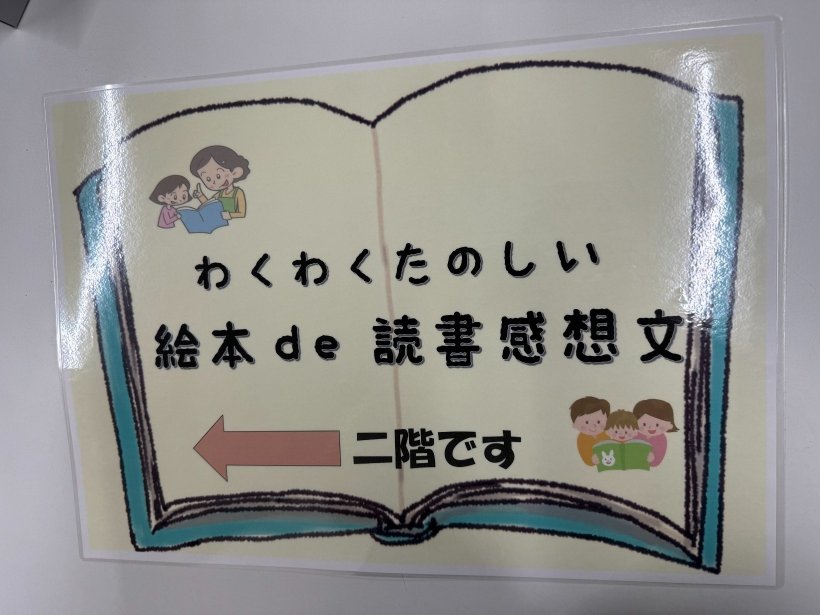 わくわくたのしい
絵本de 読書感想文
二階です